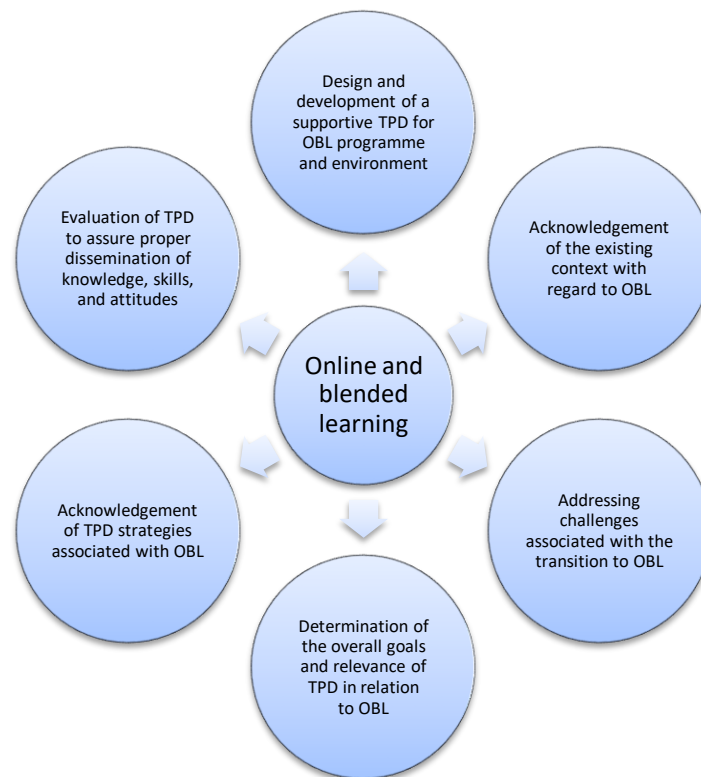 Design and
development of a
supportive TPD for
OBL programme
and environment
Evaluation of TPD
to assure proper
dissemination of
knowledge, skills,
and attitudes
Acknowledgement
of the existing
context with
regard to OBL
Online and
blended
learning
Acknowledgement
of TPD strategies
associated with OBL
Addressing
challenges
associated with the
transition to OBL
Determination of
the overall goals
and relevance of
TPD in relation
to OBL